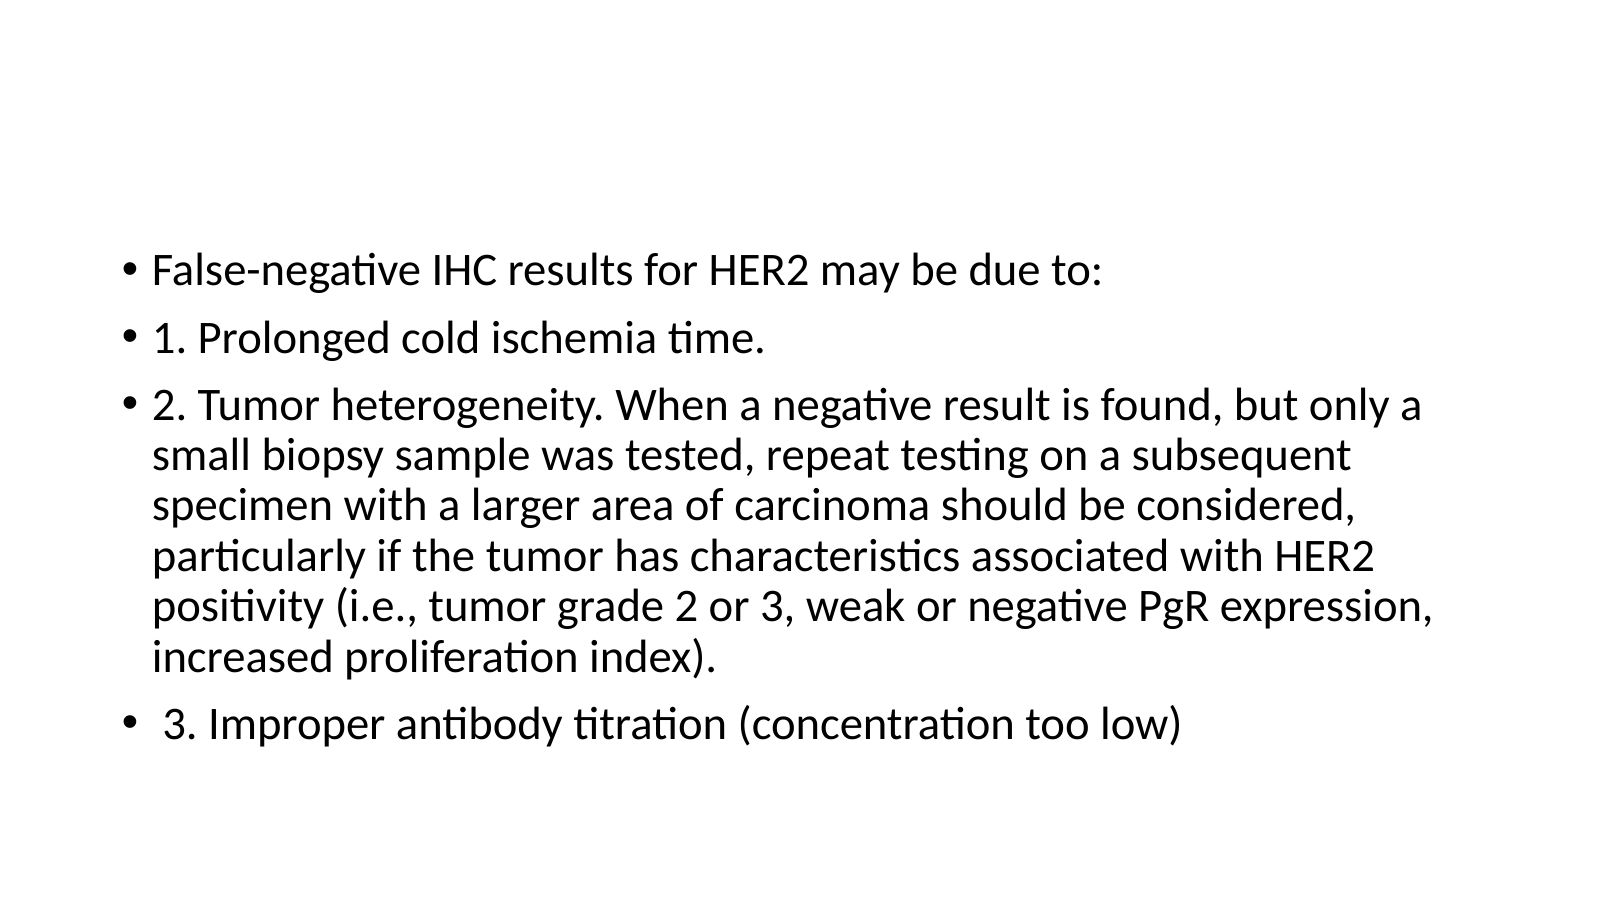 • False-negative IHC results for HER2 may be due to:
• 1. Prolonged cold ischemia time.
• 2. Tumor heterogeneity. When a negative result is found, but only a
small biopsy sample was tested, repeat testing on a subsequent
specimen with a larger area of carcinoma should be considered,
particularly if the tumor has characteristics associated with HER2
positivity (i.e., tumor grade 2 or 3, weak or negative PgR expression,
increased proliferation index).
• 3. Improper antibody titration (concentration too low)